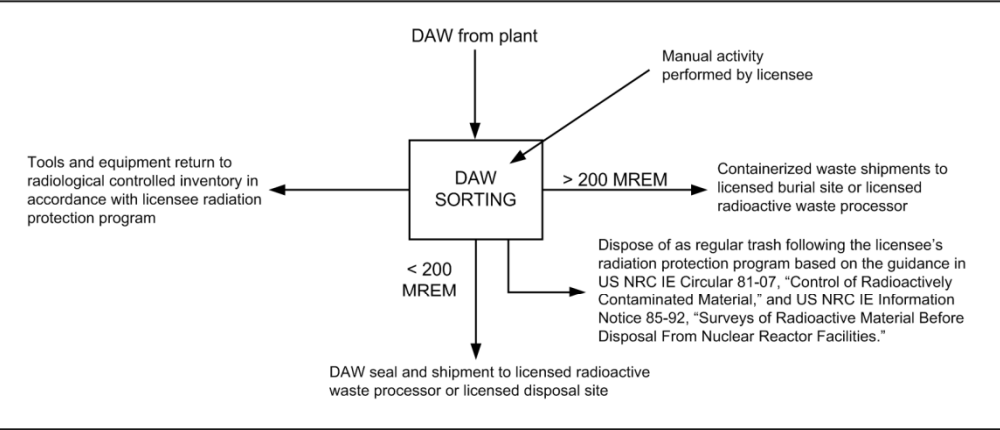 DAW from plant
Manual activity
performed by licensee
Tools and equipment return to
radiological controlled inventory in
accordance with licensee radiation
protection program
DAW
SORTING
> 200 MREM
Containerized waste shipments to
licensed burial site or licensed
radioactive waste processor
< 200
MREM
Dispose of as regular trash following the licensee's
radiation protection program based on the guidance in
US NRC IE Circular 81-07, “Control of Radioactively
Contaminated Material,” and US NRC IE Information
Notice 85-92, “Surveys of Radioactive Material Before
Disposal From Nuclear Reactor Facilities.”
DAW seal and shipment to licensed radioactive
waste processor or licensed disposal site